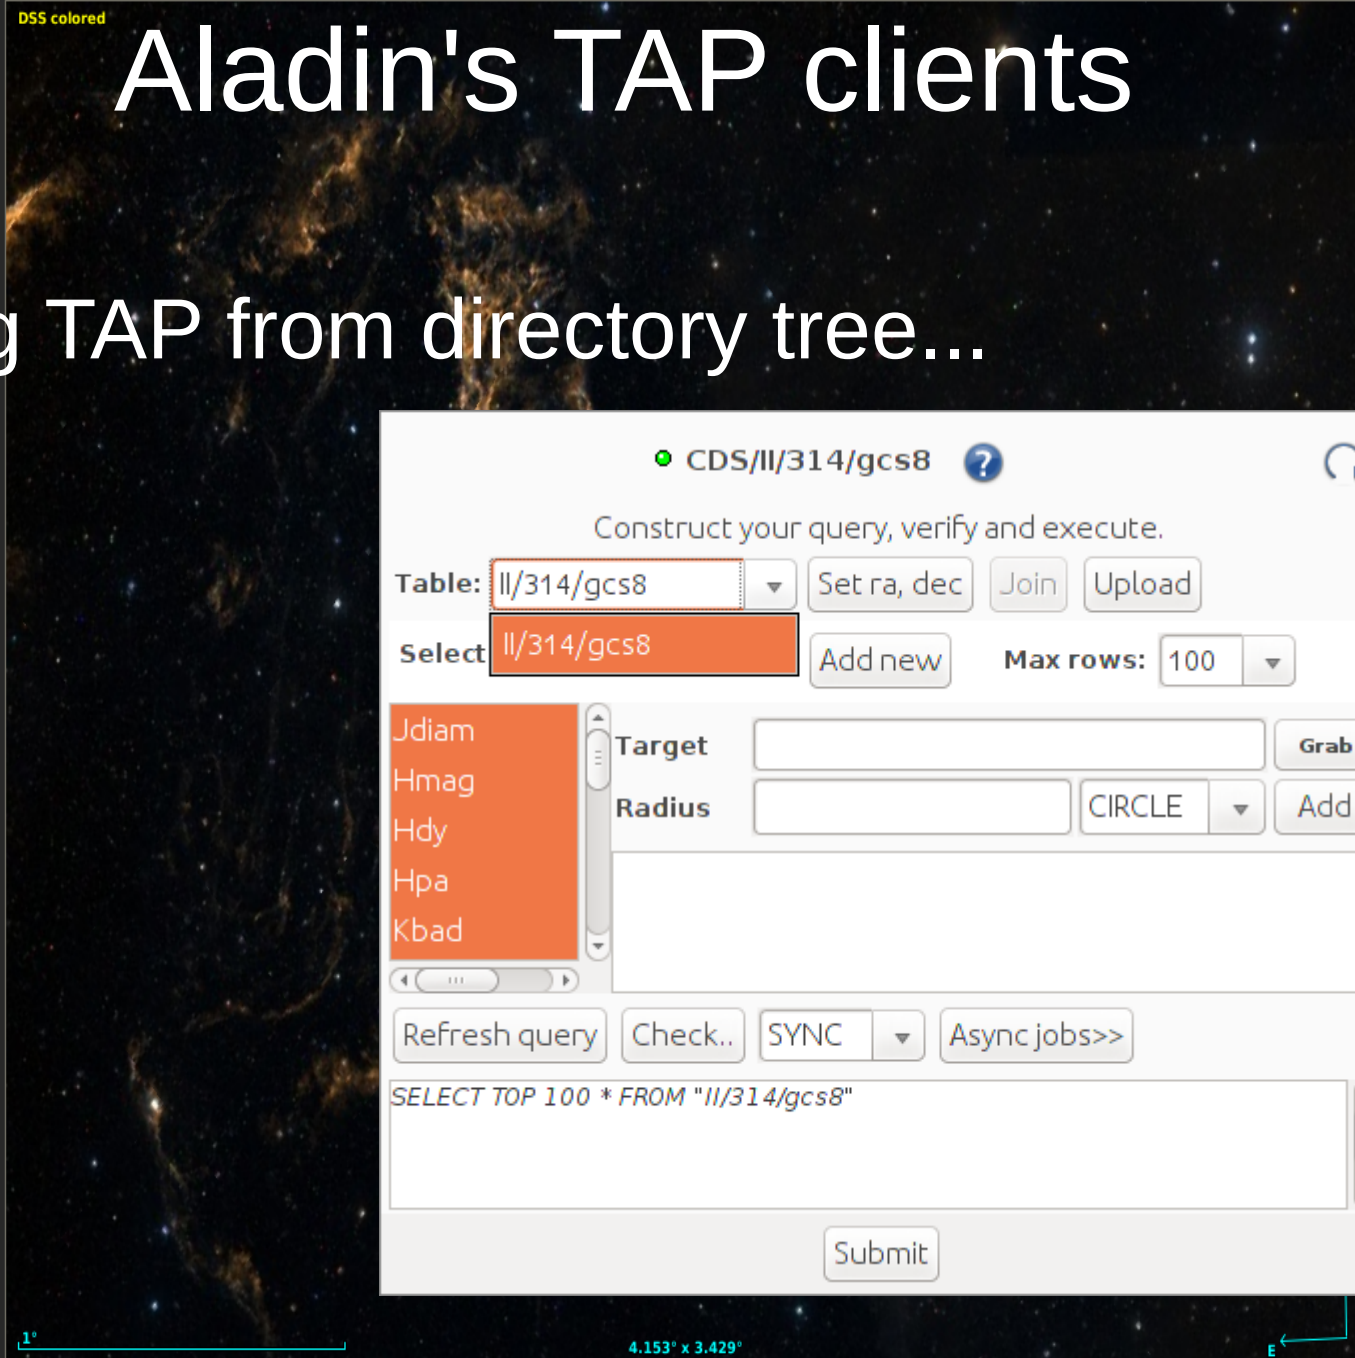 DSS colored
Aladin's TAP clients
g TAP from directory tree...
CDS/II/314/gcs8 ?
Construct your query, verify and execute.
Table: II/314/gcs8 Set ra, dec Join Upload
II/314/gcs8
Select Add new Max rows: 100
Jdiam
Hmag
Hdy
Hpa
Kbad
Target Grab
Radius CIRCLE Add
Refresh query Check.. SYNC Async jobs>>
SELECT TOP 100 * FROM "II/314/gcs8"
Submit
1°
4.153° x 3.429°
E